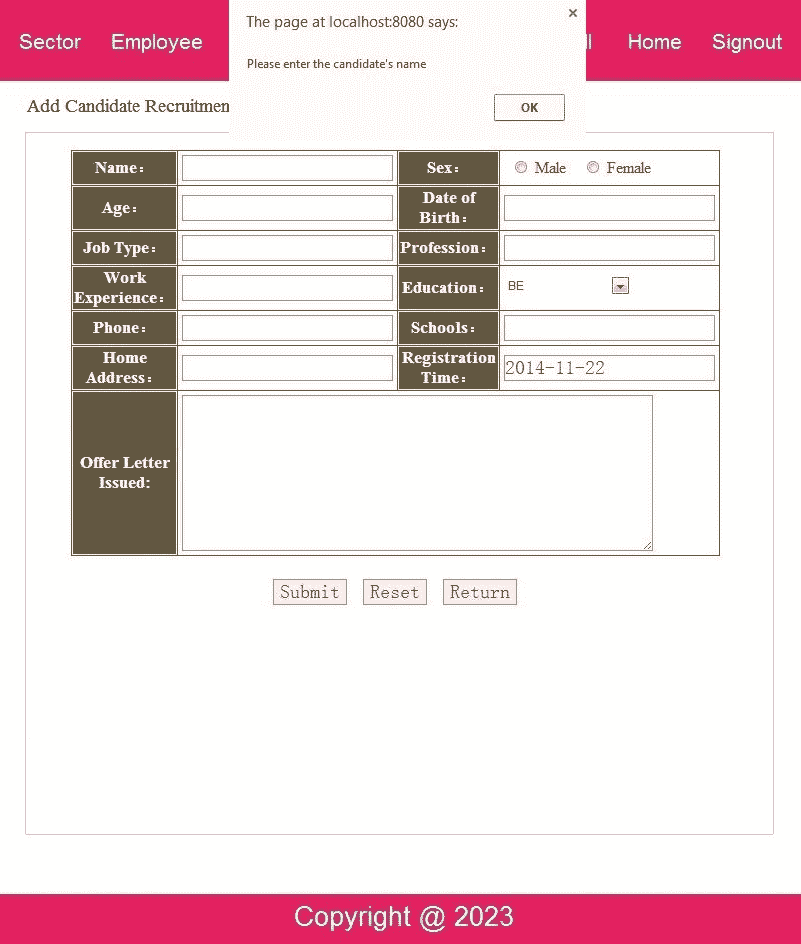 The page at localhost:8080 says:
Please enter the candidate's name
OK
Sector Employee Home Signout
Add Candidate
Name: Sex: Male Female
Age: Date of
Birth:
Job Type: Profession:
Work
Experience: Education: BE
Phone: Schools:
Home
Address: Registration
Time: 2014-11-22
Offer Letter
Issued:
Submit Reset Return
Copyright @ 2023